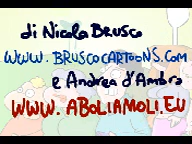 di Nicola Brusco
www.BRUSCOCARTOONS.COM
e Andrea d'Ambra
WWW.ABOLIAMOLI.EU